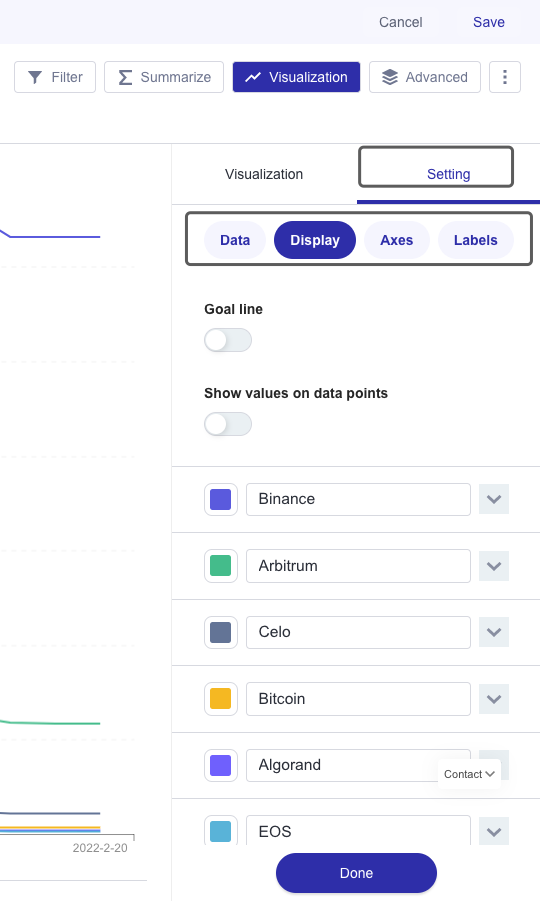 Cancel Save
Filter Summarize Visualization Advanced
Visualization Setting
Data Display Axes Labels
Goal line
Show values on data points
Binance
Arbitrum
Celo
Bitcoin
Algorand
Contact
EOS
2022-2-20
Done